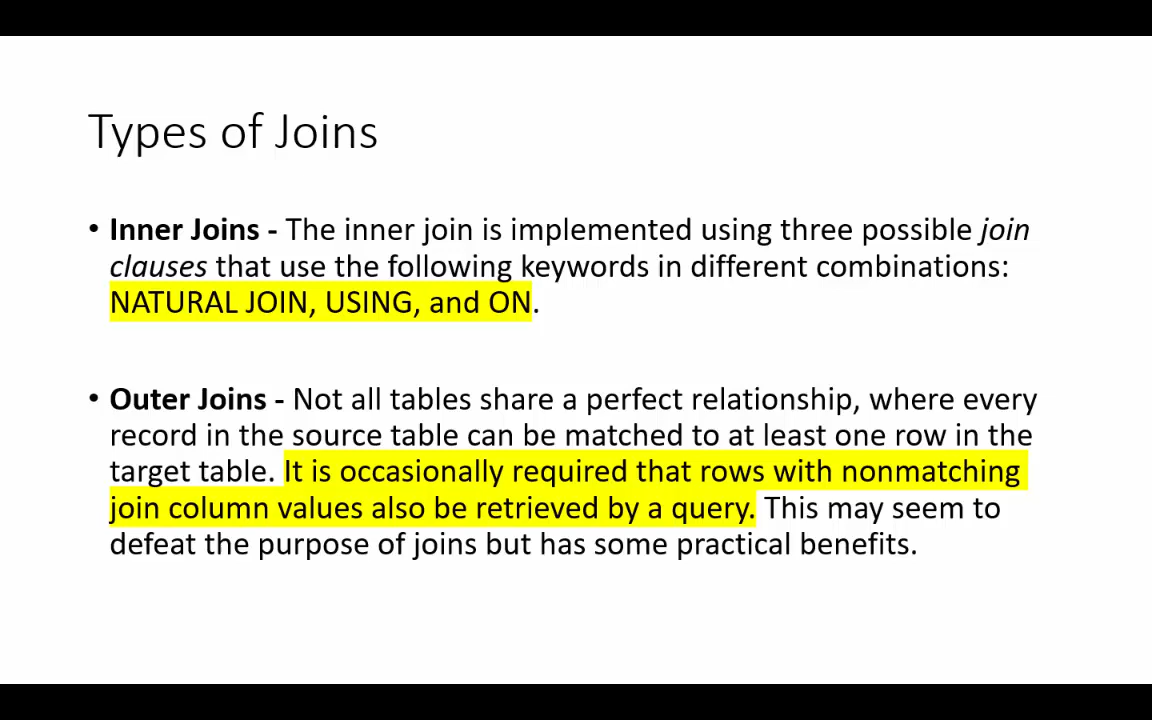 Types of Joins
• Inner Joins - The inner join is implemented using three possible join
clauses that use the following keywords in different combinations:
NATURAL JOIN, USING, and ON.
• Outer Joins - Not all tables share a perfect relationship, where every
record in the source table can be matched to at least one row in the
target table. It is occasionally required that rows with nonmatching
join column values also be retrieved by a query. This may seem to
defeat the purpose of joins but has some practical benefits.